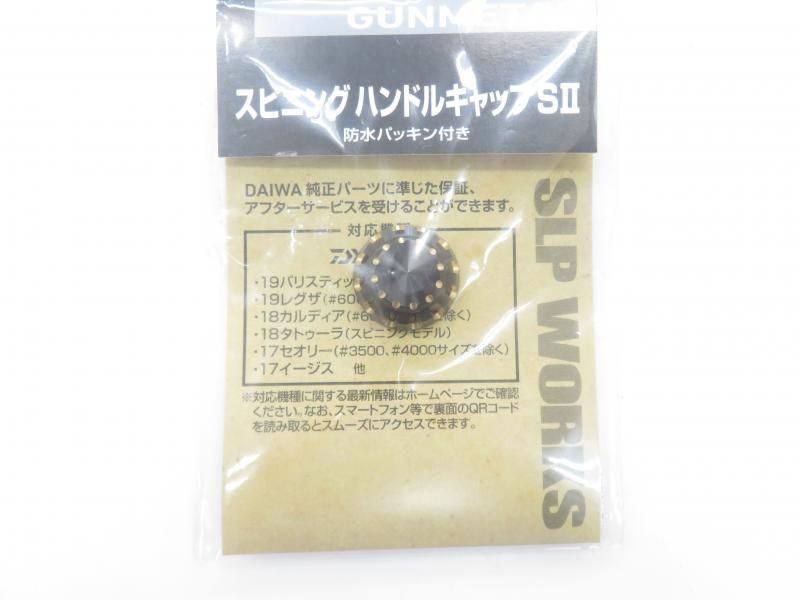 GUNMETAL
スピニング ハンドルキャップ SⅡ
防水パッキン付き
DAIWA 純正パーツに準じた保証、
アフターサービスを受けることができます。
対応機
・19バリスティッ
・19レグザ(#60
・18カルディア(#6 を除く)
・18タトゥーラ(スピニングモデル)
・17セオリー(#3500、#4000サイズを除く)
・17イージス 他
※対応機種に関する最新情報はホームページでご確認
ください。なお、スマートフォン等で裏面のQRコード
を読み取るとスムーズにアクセスできます。
SLP WORKS